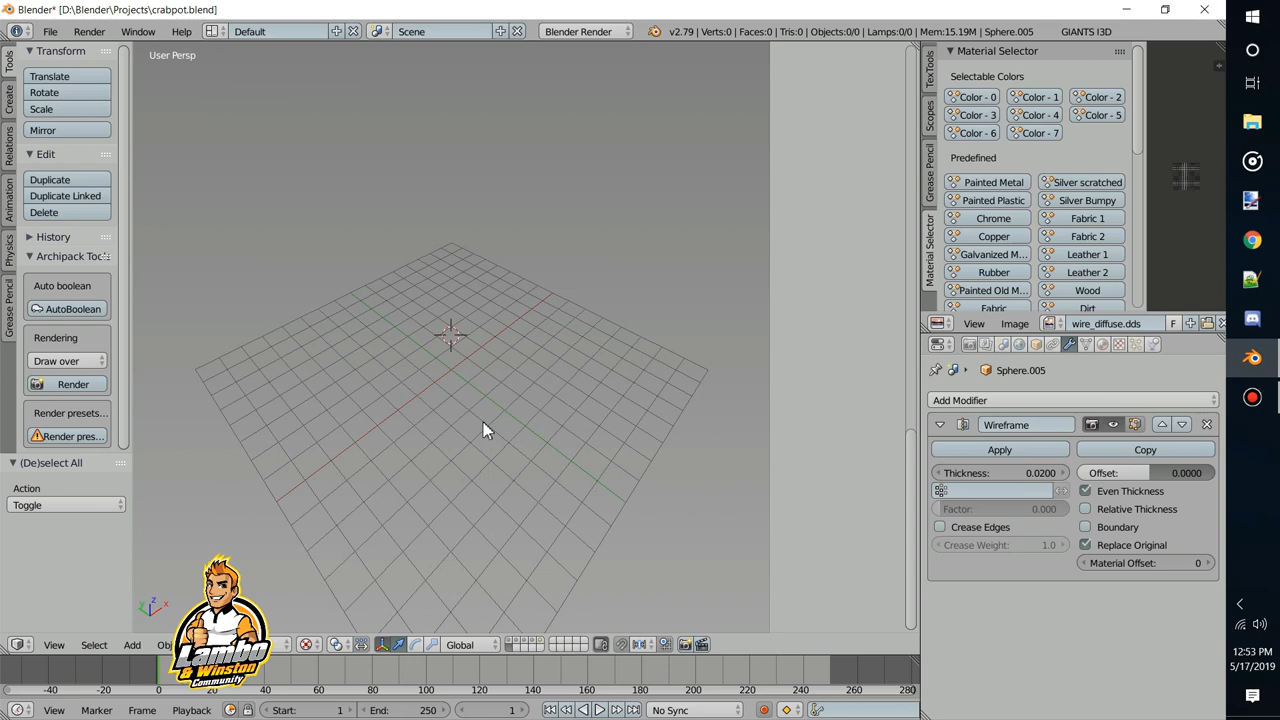 Blender* [D:\Blender\Projects\crabpot.blend]
File Render Window Help Default Scene Blender Render v2.79 | Verts:0 | Faces:0 | Tris:0 | Objects:0/0 | Lamps:0/0 | Mem:15.19M | Sphere.005 GIANTS I3D
Tools
Create
Relations
Animation
Physics
Grease Pencil
Transform
Translate
Rotate
Scale
Mirror
Edit
Duplicate
Duplicate Linked
Delete
History
Archipack To
Auto boolean
AutoBoolean
Rendering
Draw over
Render
Render presets...
Render pres...
(De)select All
Action
Toggle
User Persp
z
y x
Lambo
& Winston
Community
View Select Add Global
-40 -20 0 20 40 60 80 100 120 140 160 180 200 220 240 260 280
View Marker Frame Playback Start: 1 End: 250 1 No Sync
TexTools
Scopes
Grease Pencil
Material Selector
Material Selector
Selectable Colors
Color - 0 Color - 1 Color - 2
Color - 3 Color - 4 Color - 5
Color - 6 Color - 7
Predefined
Painted Metal Silver scratched
Painted Plastic Silver Bumpy
Chrome Fabric 1
Copper Fabric 2
Galvanized M... Leather 1
Rubber Leather 2
Painted Old M... Wood
Fabric Dirt
View Image wire_diffuse.dds F
Sphere.005
Add Modifier
Wireframe
Apply Copy
Thickness: 0.0200 Offset: 0.0000
Even Thickness
Factor: 0.000 Relative Thickness
Crease Edges Boundary
Crease Weight: 1.0 Replace Original
Material Offset: 0
12:53 PM
5/17/2019